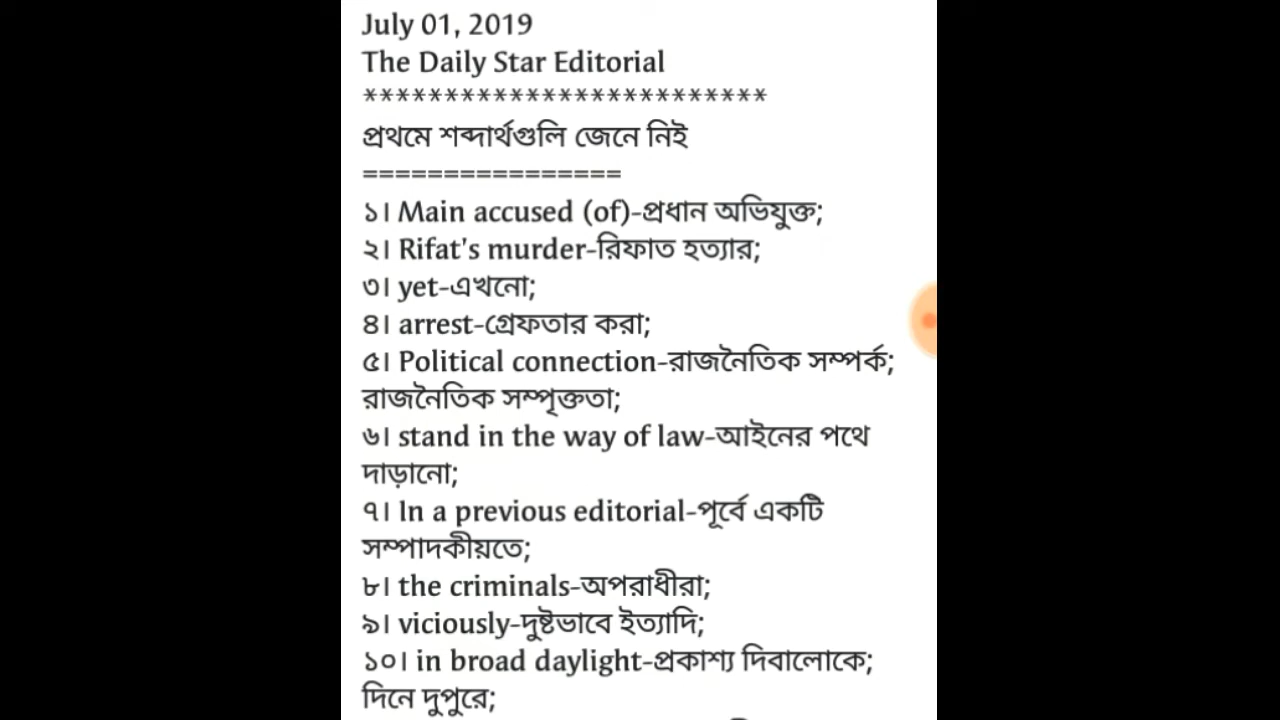 July 01, 2019
The Daily Star Editorial
*************************
প্রথমে শব্দার্থগুলি জেনে নিই
================
১। Main accused (of)-প্রধান অভিযুক্ত;
২। Rifat's murder-রিফাত হত্যার;
৩। yet-এখনো;
৪। arrest-গ্রেফতার করা;
৫। Political connection-রাজনৈতিক সম্পর্ক;
রাজনৈতিক সম্পৃক্ততা;
৬। stand in the way of law-আইনের পথে
দাড়ানো;
৭। In a previous editorial-পূর্বে একটি
সম্পাদকীয়তে;
৮। the criminals-অপরাধীরা;
৯। viciously-দুষ্টভাবে ইত্যাদি;
১০। in broad daylight-প্রকাশ্য দিবালোকে;
দিনে দুপুরে;